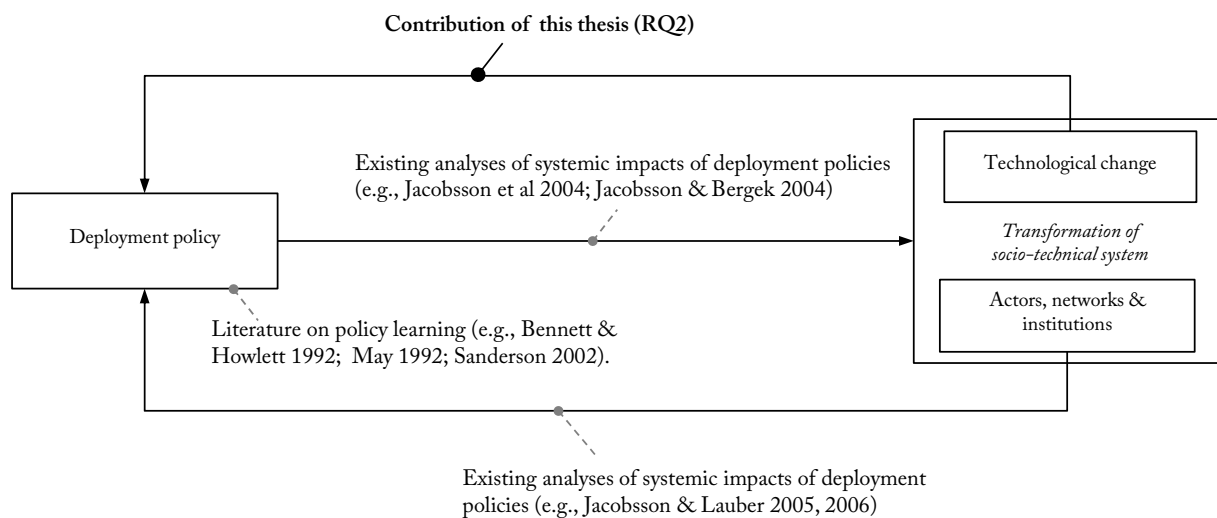 Contribution of this thesis (RQ2)
Existing analyses of systemic impacts of deployment policies
(e.g., Jacobsson et al 2004; Jacobsson & Bergek 2004)
Technological change
Deployment policy
Transformation of
socio-technical system
Actors, networks &
institutions
Literature on policy learning (e.g., Bennett &
Howlett 1992; May 1992; Sanderson 2002).
Existing analyses of systemic impacts of deployment
policies (e.g., Jacobsson & Lauber 2005, 2006)